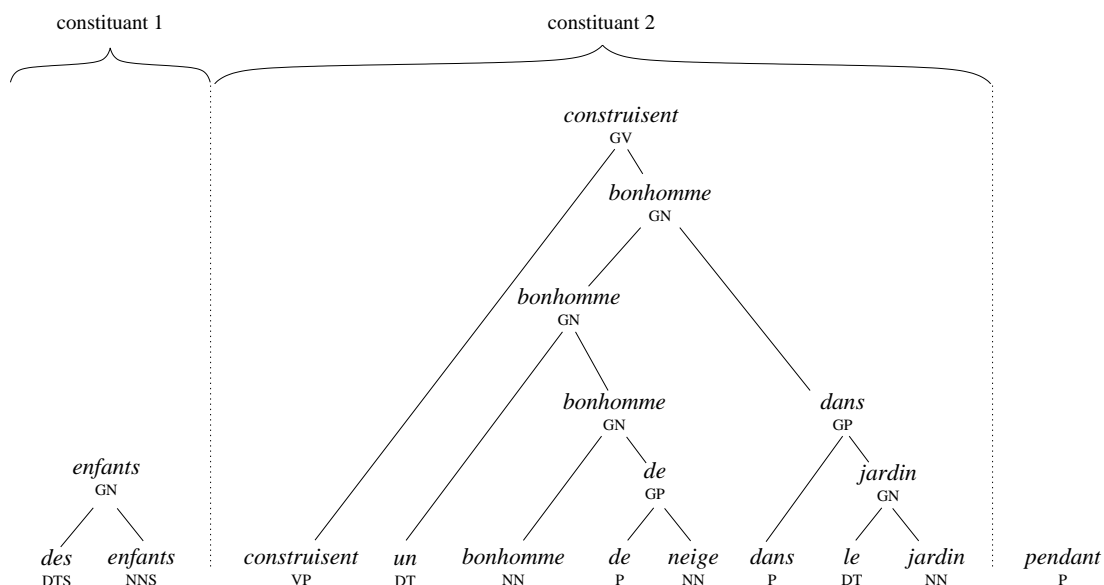 constituant 1 constituant 2
construisent
GV
bonhomme
GN
bonhomme
GN
bonhomme dans
GN GP
enfants de jardin
GN GP GN
des enfants construisent un bonhomme de neige dans le jardin pendant
DTS NNS VP DT NN P NN P DT NN P